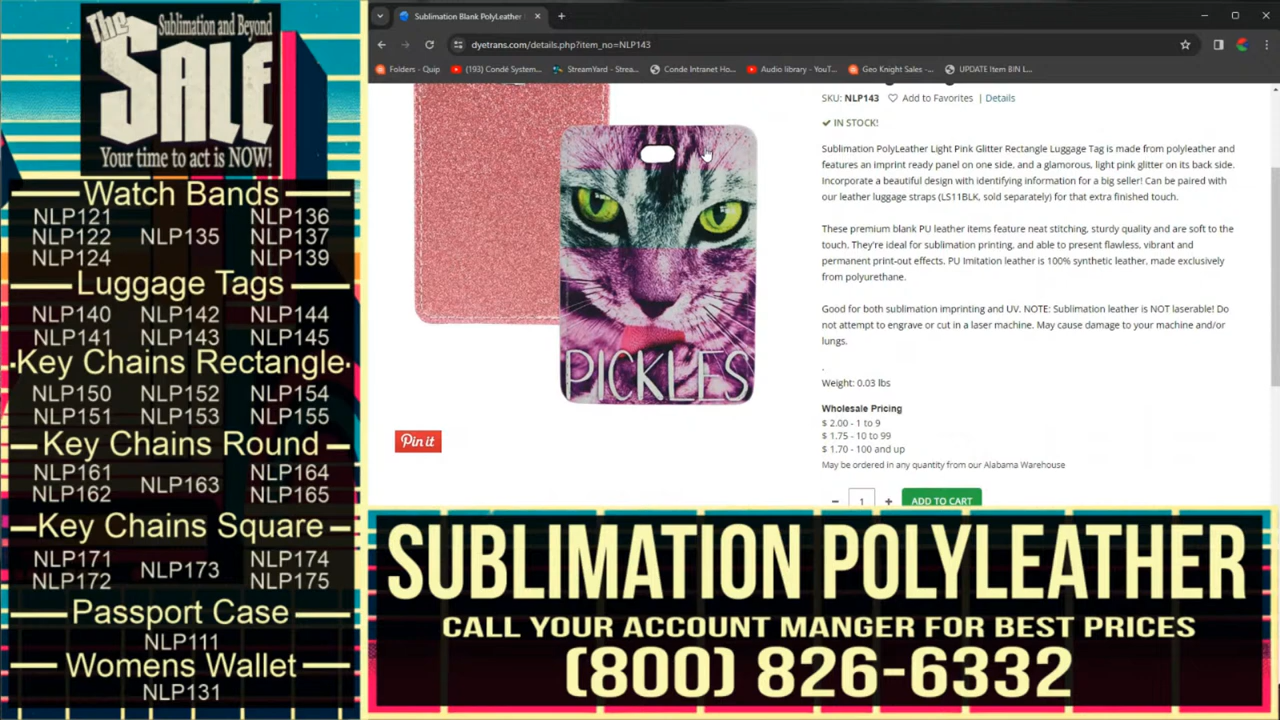 The
Sublimation and Beyond
SALE
Your time to act is NOW!
Watch Bands
NLP121 NLP136
NLP122 NLP135 NLP137
NLP124 NLP139
Luggage Tags
NLP140 NLP142 NLP144
NLP141 NLP143 NLP145
Key Chains Rectangle
NLP150 NLP152 NLP154
NLP151 NLP153 NLP155
Key Chains Round
NLP161 NLP164
NLP162 NLP163 NLP165
Key Chains Square
NLP171 NLP174
NLP172 NLP173 NLP175
Passport Case
NLP111
Womens Wallet
NLP131
Sublimation Blank PolyLeather
dyetrans.com/details.php?item_no=NLP143
Folders - Quip
(193) Condé System...
StreamYard - Strea...
Conde Intranet Ho...
Audio library - YouT...
Geo Knight Sales -...
UPDATE Item BIN L...
SKU: NLP143 Add to Favorites | Details
IN STOCK!
Sublimation PolyLeather Light Pink Glitter Rectangle Luggage Tag is made from polyleather and
features an imprint ready panel on one side, and a glamorous, light pink glitter on its back side.
Incorporate a beautiful design with identifying information for a big seller! Can be paired with
our leather luggage straps (LS11BLK, sold separately) for that extra finished touch.
These premium blank PU leather items feature neat stitching, sturdy quality and are soft to the
touch. They're ideal for sublimation printing, and able to present flawless, vibrant and
permanent print-out effects. PU Imitation leather is 100% synthetic leather, made exclusively
from polyurethane.
Good for both sublimation imprinting and UV. NOTE: Sublimation leather is NOT laserable! Do
not attempt to engrave or cut in a laser machine. May cause damage to your machine and/or
lungs.
.
Weight: 0.03 lbs
Wholesale Pricing
$ 2.00 - 1 to 9
$ 1.75 - 10 to 99
$ 1.70 - 100 and up
May be ordered in any quantity from our Alabama Warehouse
1
ADD TO CART
PICKLES
Pin it
SUBLIMATION POLYLEATHER
CALL YOUR ACCOUNT MANGER FOR BEST PRICES
(800) 826-6332